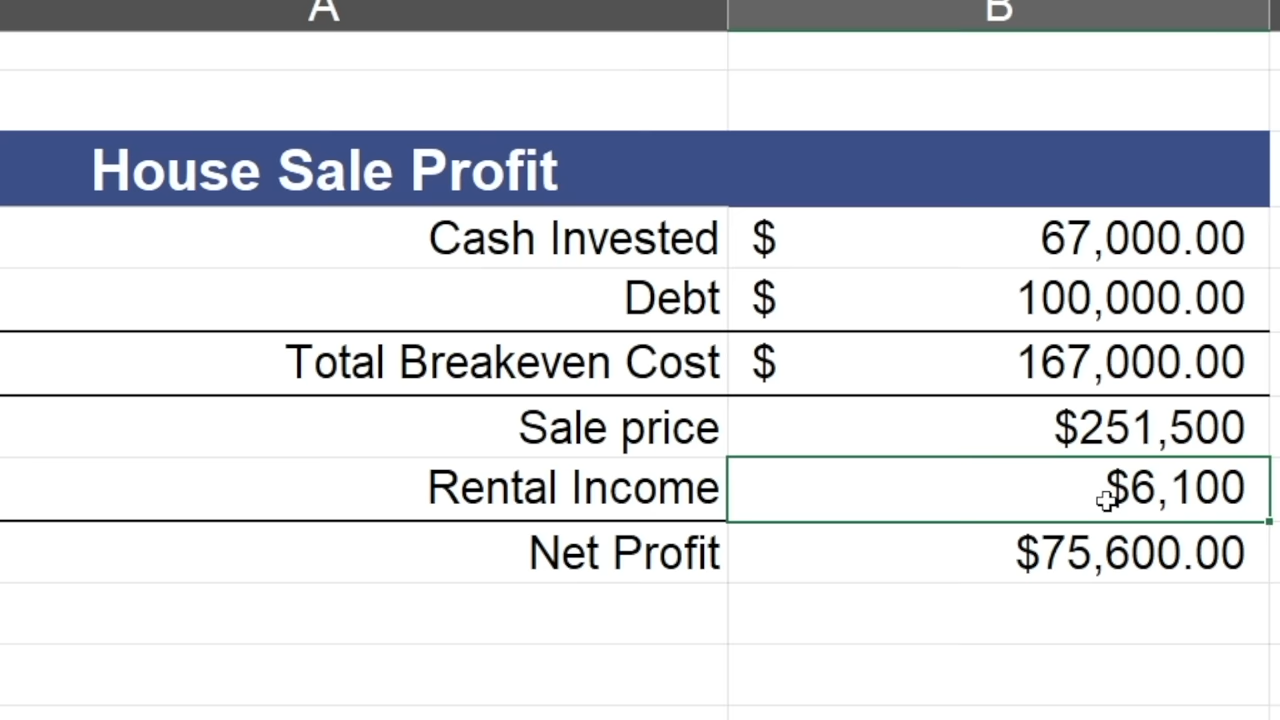 A B
House Sale Profit
Cash Invested $ 67,000.00
Debt $ 100,000.00
Total Breakeven Cost $ 167,000.00
Sale price $251,500
Rental Income $6,100
Net Profit $75,600.00